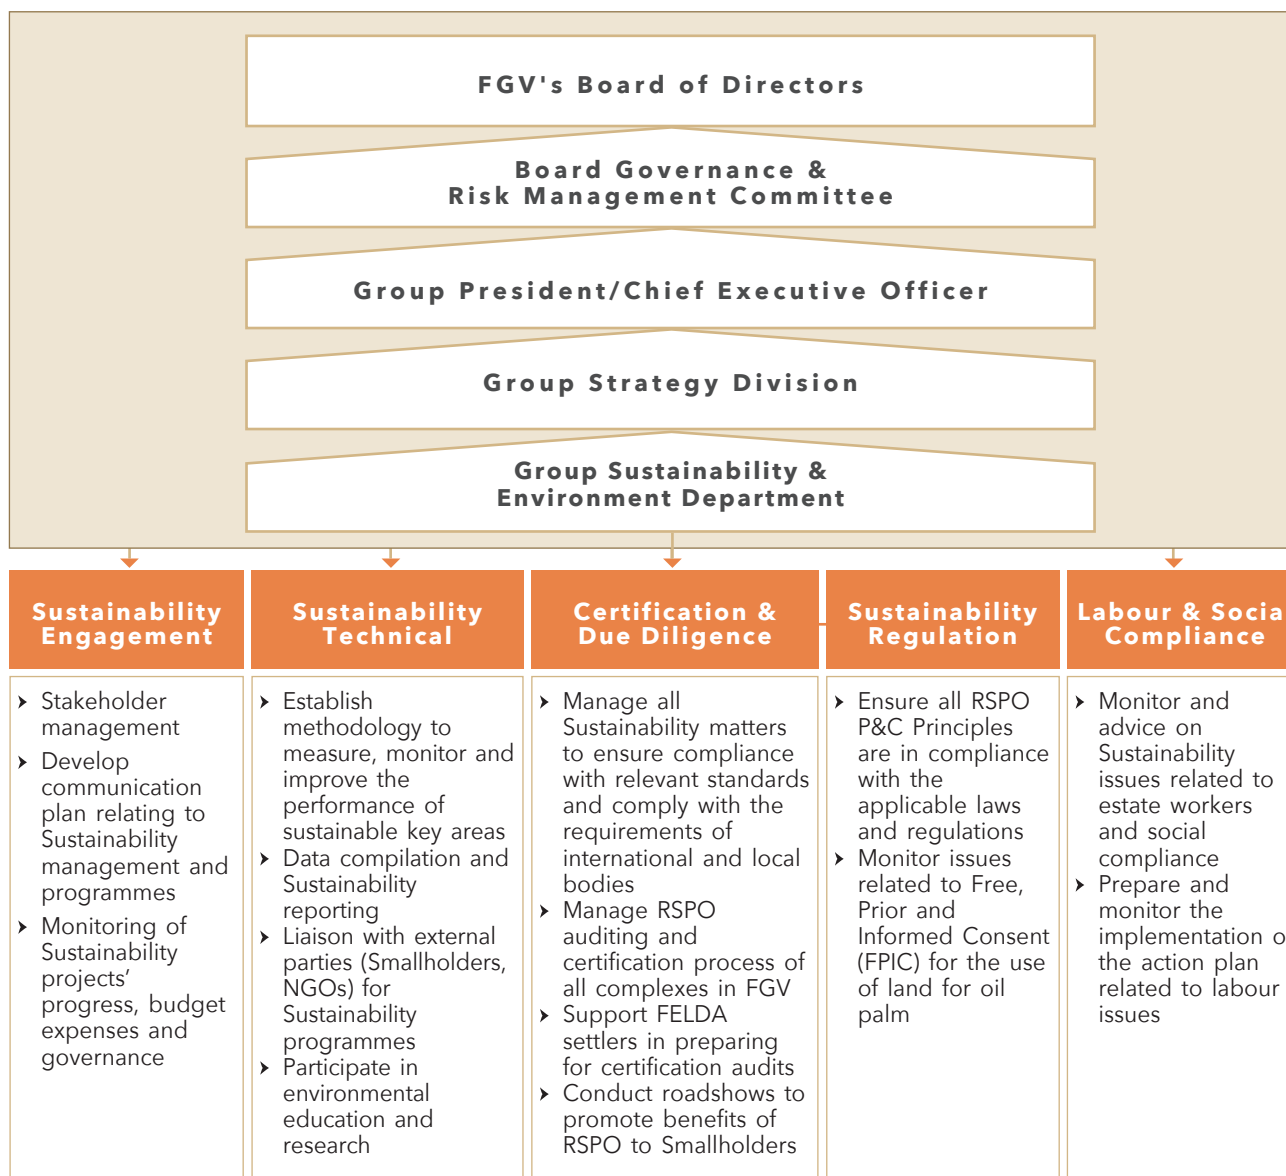 FGV's Board of Directors
Board Governance &
Risk Management Committee
Group President/Chief Executive Officer
Group Strategy Division
Group Sustainability &
Environment Department
Sustainability
Engagement
Stakeholder
management
Develop
communication
plan relating to
Sustainability
management and
programmes
Monitoring of
Sustainability
projects’
progress, budget
expenses and
governance
Sustainability
Technical
Establish
methodology to
measure, monitor and
improve the
performance of
sustainable key areas
Data compilation and
Sustainability
reporting
Liaison with external
parties (Smallholders,
NGOs) for
Sustainability
programmes
Participate in
environmental
education and
research
Certification &
Due Diligence
Manage all
Sustainability matters
to ensure compliance
with relevant standards
and comply with the
requirements of
international and local
bodies
Manage RSPO
auditing and
certification process of
all complexes in FGV
Support FELDA
settlers in preparing
for certification audits
Conduct roadshows to
promote benefits of
RSPO to Smallholders
Sustainability
Regulation
Ensure all RSPO
P&C Principles
are in compliance
with the
applicable laws
and regulations
Monitor issues
related to Free,
Prior and
Informed Consent
(FPIC) for the use
of land for oil
palm
Labour & Social
Compliance
Monitor and
advice on
Sustainability
issues related to
estate workers
and social
compliance
Prepare and
monitor the
implementation of
the action plan
related to labour
issues